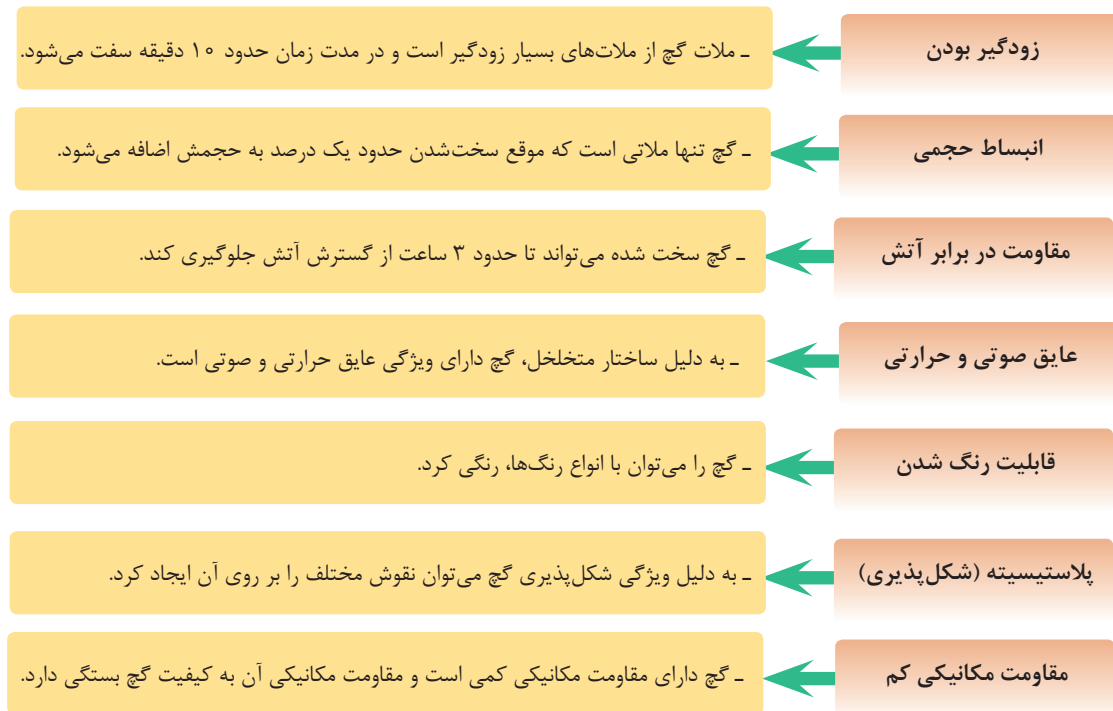 زودگیر بودن
ـ ملات گچ از ملات‌های بسیار زودگیر است و در مدت زمان حدود ۱۰ دقیقه سفت می‌شود.
انبساط حجمی
ـ گچ تنها ملاتی است که موقع سخت‌شدن حدود یک درصد به حجمش اضافه می‌شود.
مقاومت در برابر آتش
ـ گچ سخت شده می‌تواند تا حدود ۳ ساعت از گسترش آتش جلوگیری کند.
عایق صوتی و حرارتی
ـ به دلیل ساختار متخلخل، گچ دارای ویژگی عایق حرارتی و صوتی است.
قابلیت رنگ شدن
ـ گچ را می‌توان با انواع رنگ‌ها، رنگی کرد.
پلاستیسیته (شکل‌پذیری)
ـ به دلیل ویژگی شکل‌پذیری گچ می‌توان نقوش مختلف را بر روی آن ایجاد کرد.
مقاومت مکانیکی کم
ـ گچ دارای مقاومت مکانیکی کمی است و مقاومت مکانیکی آن به کیفیت گچ بستگی دارد.